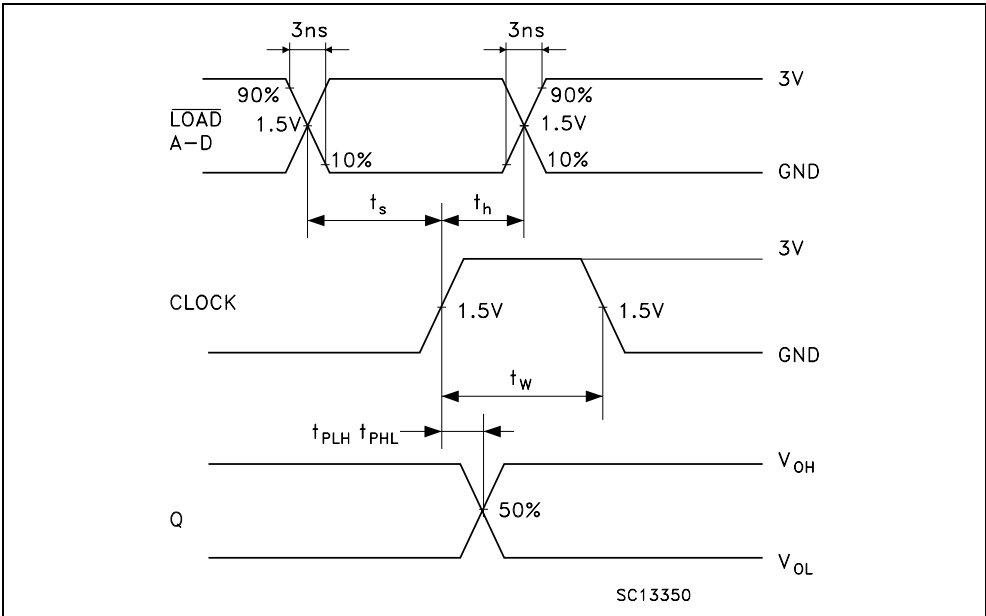 3ns 3ns
3V
90% 90%
LOAD 1.5V 1.5V
A-D
10% 10%
GND
ts th
3V
CLOCK 1.5V 1.5V
GND
tW
tPLH tPHL
VOH
Q 50%
VOL
SC13350